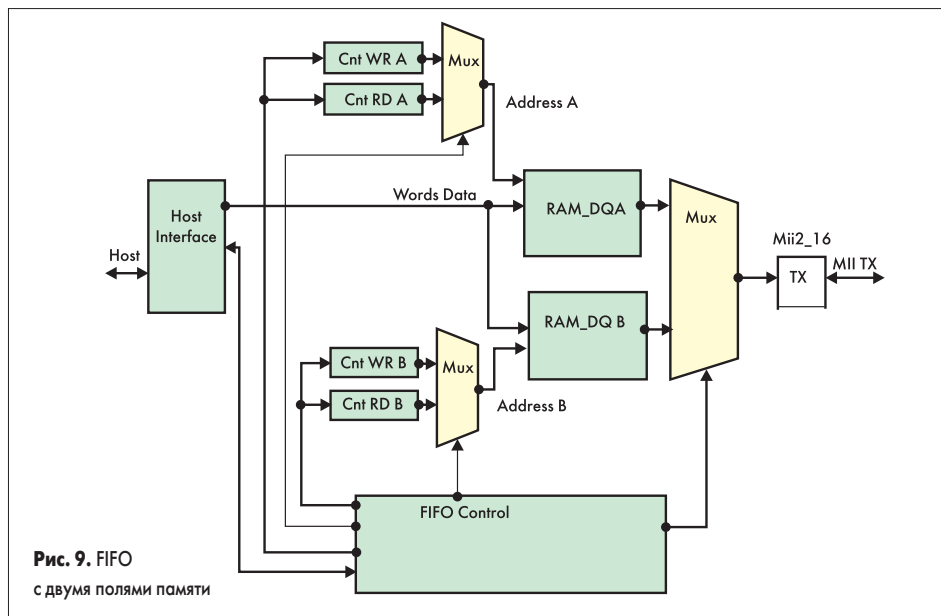 Cnt WR A
Mux
Cnt RD A
Address A
Words Data
RAM_DQA
Host
Interface
Mux
Mii2_16
Host
TX
MII TX
RAM_DQ B
Cnt WR B
Mux
Cnt RD B
Address B
FIFO Control
Рис. 9. FIFO
с двумя полями памяти